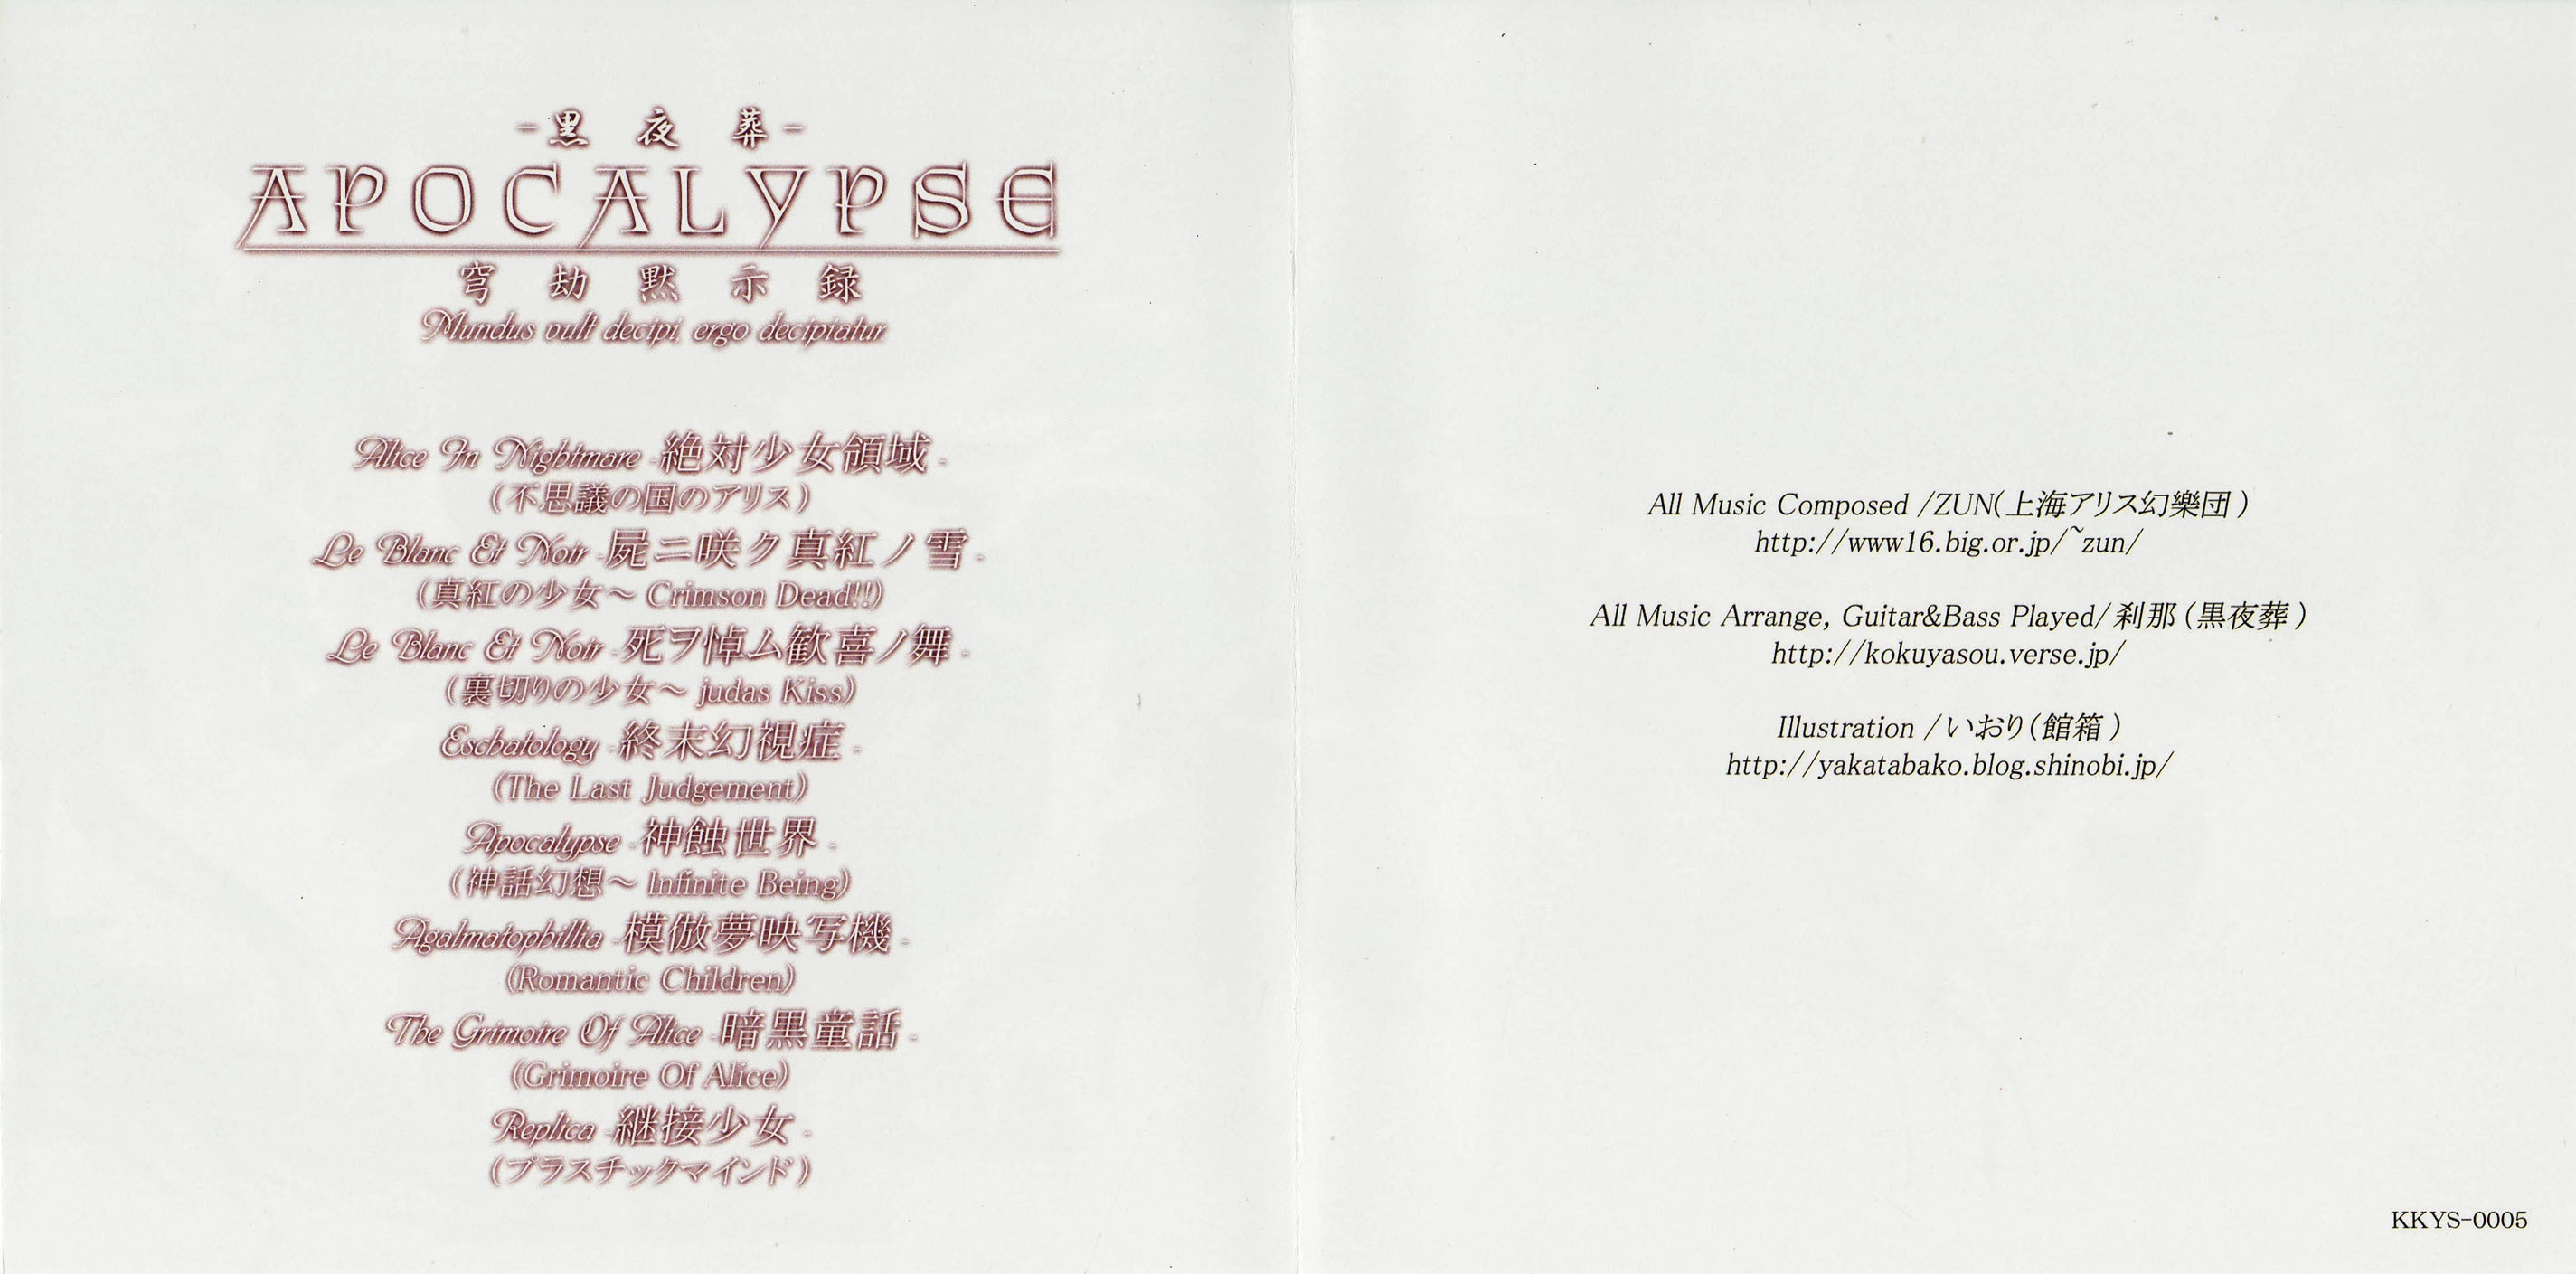 -黒夜葬-
APOCALYPSE
穹劫黙示録
Mundus vult decipi, ergo decipiatur.
Alice In Nightmare -絶対少女領域-
(不思議の国のアリス)
Le Blanc Et Noir -屍ニ咲ク真紅ノ雪-
(真紅の少女～ Crimson Dead!!)
Le Blanc Et Noir -死ヲ悼ム歓喜ノ舞-
(裏切りの少女～ judas Kiss)
Eschatology -終末幻視症-
(The Last Judgement)
Apocalypse -神蝕世界-
(神話幻想～ Infinite Being)
Agalmatophillia -模倣夢映写機-
(Romantic Children)
The Grimoire Of Alice -暗黒童話-
(Grimoire Of Alice)
Replica -継接少女-
(プラスチックマインド)
All Music Composed /ZUN(上海アリス幻樂団)
http://www16.big.or.jp/~zun/
All Music Arrange, Guitar&Bass Played/刹那(黒夜葬)
http://kokuyasou.verse.jp/
Illustration /いおり(館箱)
http://yakatabako.blog.shinobi.jp/
KKYS-0005